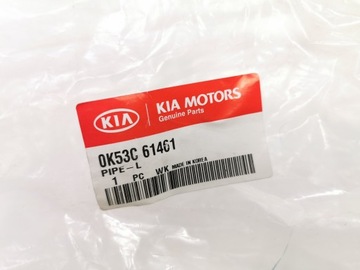 KIA
KIA MOTORS
Genuine Parts
0K53C 61461
PIPE-L
1 PC WK MADE IN KOREA